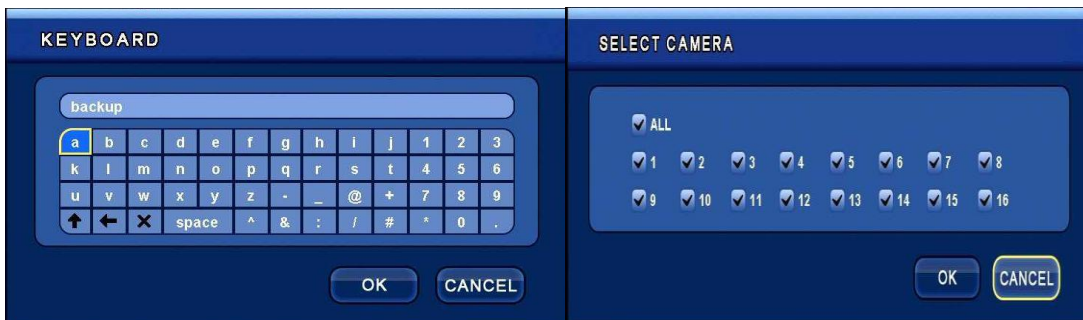 KEYBOARD
backup
a b c d e f g h i j 1 2 3
k l m n o p q r s t 4 5 6
u v w x y z - _ @ + 7 8 9
space ^ & : / # * 0 .
OK CANCEL
SELECT CAMERA
ALL
1 2 3 4 5 6 7 8
9 10 11 12 13 14 15 16
OK CANCEL